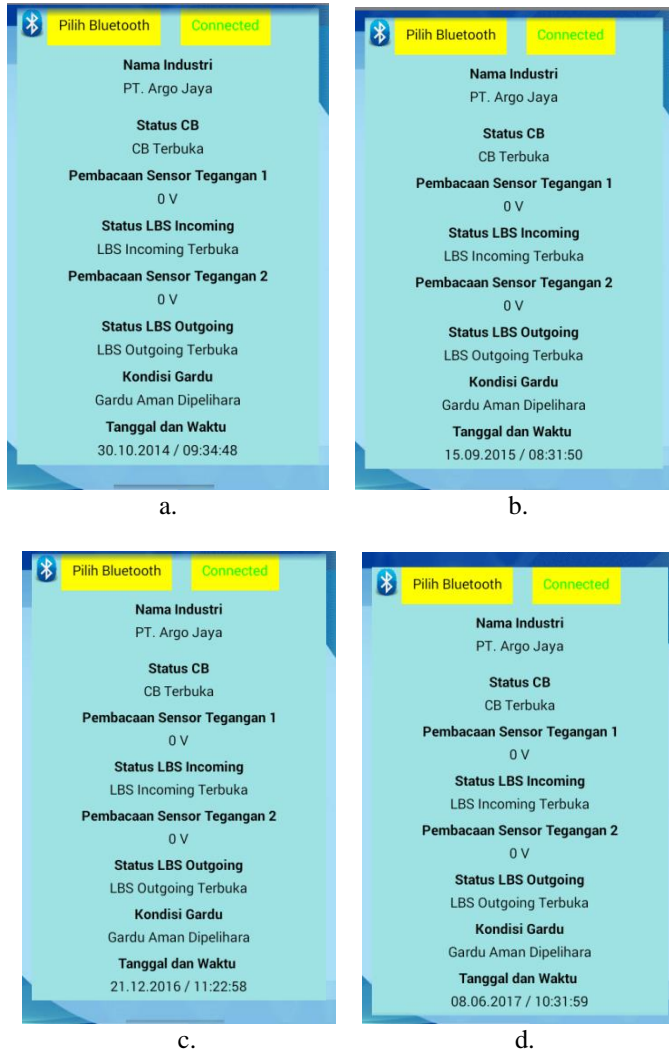 Pilih Bluetooth Connected
Nama Industri
PT. Argo Jaya
Status CB
CB Terbuka
Pembacaan Sensor Tegangan 1
0 V
Status LBS Incoming
LBS Incoming Terbuka
Pembacaan Sensor Tegangan 2
0 V
Status LBS Outgoing
LBS Outgoing Terbuka
Kondisi Gardu
Gardu Aman Dipelihara
Tanggal dan Waktu
30.10.2014 / 09:34:48
a.
Pilih Bluetooth Connected
Nama Industri
PT. Argo Jaya
Status CB
CB Terbuka
Pembacaan Sensor Tegangan 1
0 V
Status LBS Incoming
LBS Incoming Terbuka
Pembacaan Sensor Tegangan 2
0 V
Status LBS Outgoing
LBS Outgoing Terbuka
Kondisi Gardu
Gardu Aman Dipelihara
Tanggal dan Waktu
15.09.2015 / 08:31:50
b.
Pilih Bluetooth Connected
Nama Industri
PT. Argo Jaya
Status CB
CB Terbuka
Pembacaan Sensor Tegangan 1
0 V
Status LBS Incoming
LBS Incoming Terbuka
Pembacaan Sensor Tegangan 2
0 V
Status LBS Outgoing
LBS Outgoing Terbuka
Kondisi Gardu
Gardu Aman Dipelihara
Tanggal dan Waktu
21.12.2016 / 11:22:58
c.
Pilih Bluetooth Connected
Nama Industri
PT. Argo Jaya
Status CB
CB Terbuka
Pembacaan Sensor Tegangan 1
0 V
Status LBS Incoming
LBS Incoming Terbuka
Pembacaan Sensor Tegangan 2
0 V
Status LBS Outgoing
LBS Outgoing Terbuka
Kondisi Gardu
Gardu Aman Dipelihara
Tanggal dan Waktu
08.06.2017 / 10:31:59
d.